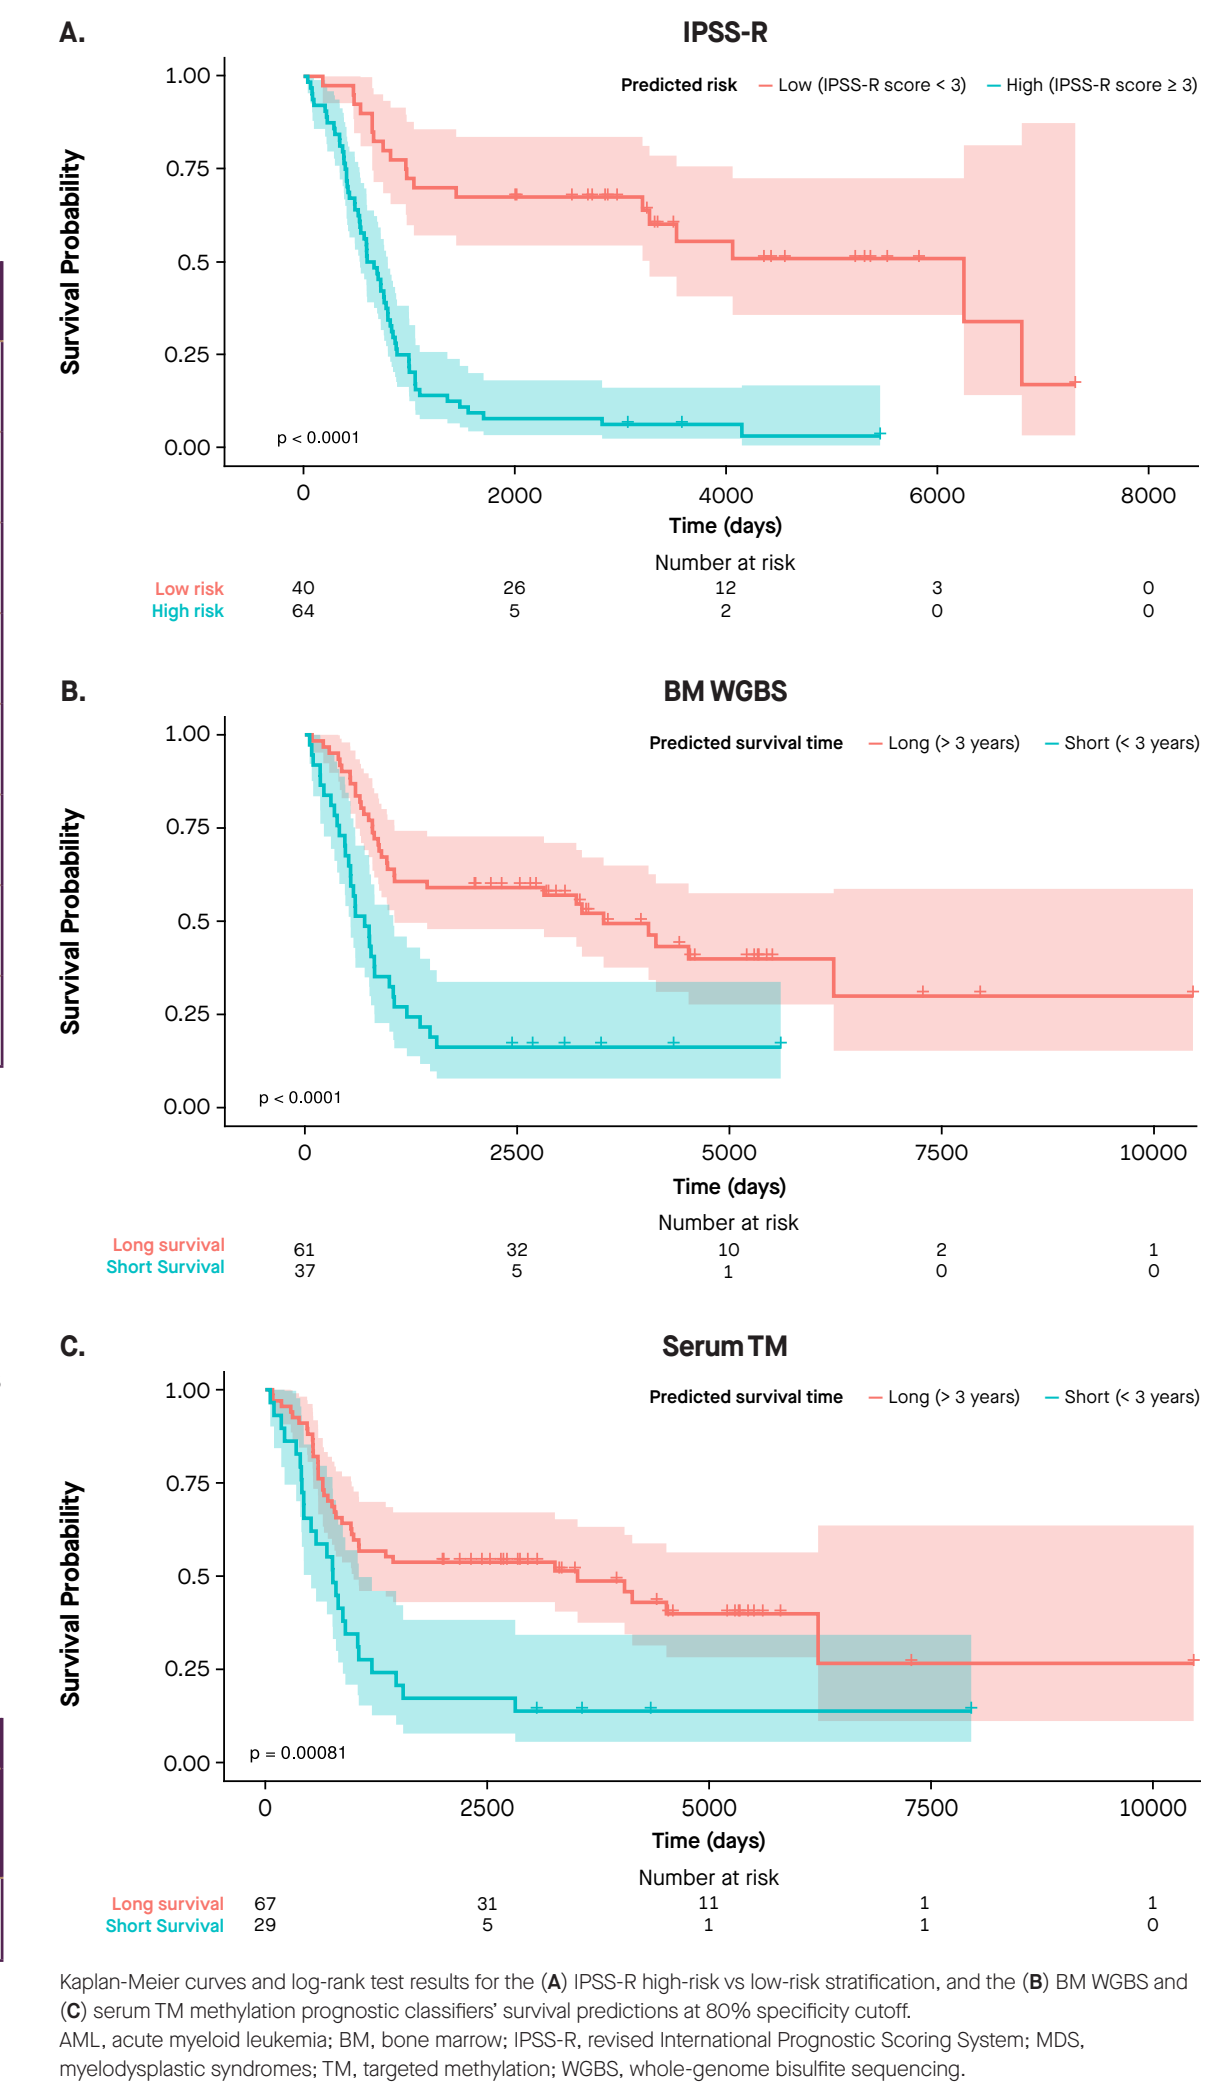 A.
IPSS-R
Predicted risk Low (IPSS-R score < 3) High (IPSS-R score ≥ 3)
1.00
0.75
0.5
0.25
0.00
Survival Probability
p < 0.0001
0 2000 4000 6000 8000
Time (days)
Number at risk
Low risk 40 26 12 3 0
High risk 64 5 2 0 0
B.
BM WGBS
Predicted survival time Long (> 3 years) Short (< 3 years)
1.00
0.75
0.5
0.25
0.00
Survival Probability
p < 0.0001
0 2500 5000 7500 10000
Time (days)
Number at risk
Long survival 61 32 10 2 1
Short Survival 37 5 1 0 0
C.
Serum TM
Predicted survival time Long (> 3 years) Short (< 3 years)
1.00
0.75
0.5
0.25
0.00
Survival Probability
p = 0.00081
0 2500 5000 7500 10000
Time (days)
Number at risk
Long survival 67 31 11 1 1
Short Survival 29 5 1 1 0
Kaplan-Meier curves and log-rank test results for the (A) IPSS-R high-risk vs low-risk stratification, and the (B) BM WGBS and
(C) serum TM methylation prognostic classifiers' survival predictions at 80% specificity cutoff.
AML, acute myeloid leukemia; BM, bone marrow; IPSS-R, revised International Prognostic Scoring System; MDS,
myelodysplastic syndromes; TM, targeted methylation; WGBS, whole-genome bisulfite sequencing.